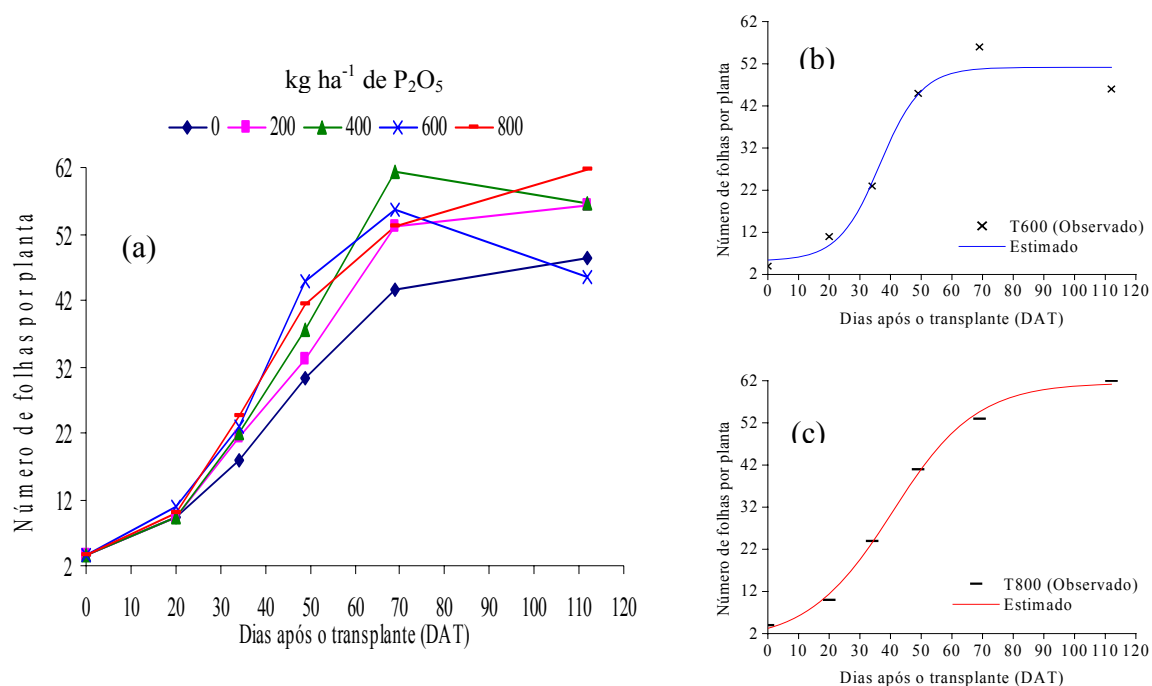 kg ha-1 de P2O5
0 200 400 600 800
(a)
Número de folhas por planta
62
52
42
32
22
12
2
0 10 20 30 40 50 60 70 80 90 100 110 120
Dias após o transplante (DAT)
(b)
Número de folhas por planta
62
52
42
32
22
12
2
T600 (Observado)
Estimado
0 10 20 30 40 50 60 70 80 90 100 110 120
Dias após o transplante (DAT)
(c)
Número de folhas por planta
62
52
42
32
22
12
2
T800 (Observado)
Estimado
0 10 20 30 40 50 60 70 80 90 100 110 120
Dias após o transplante (DAT)